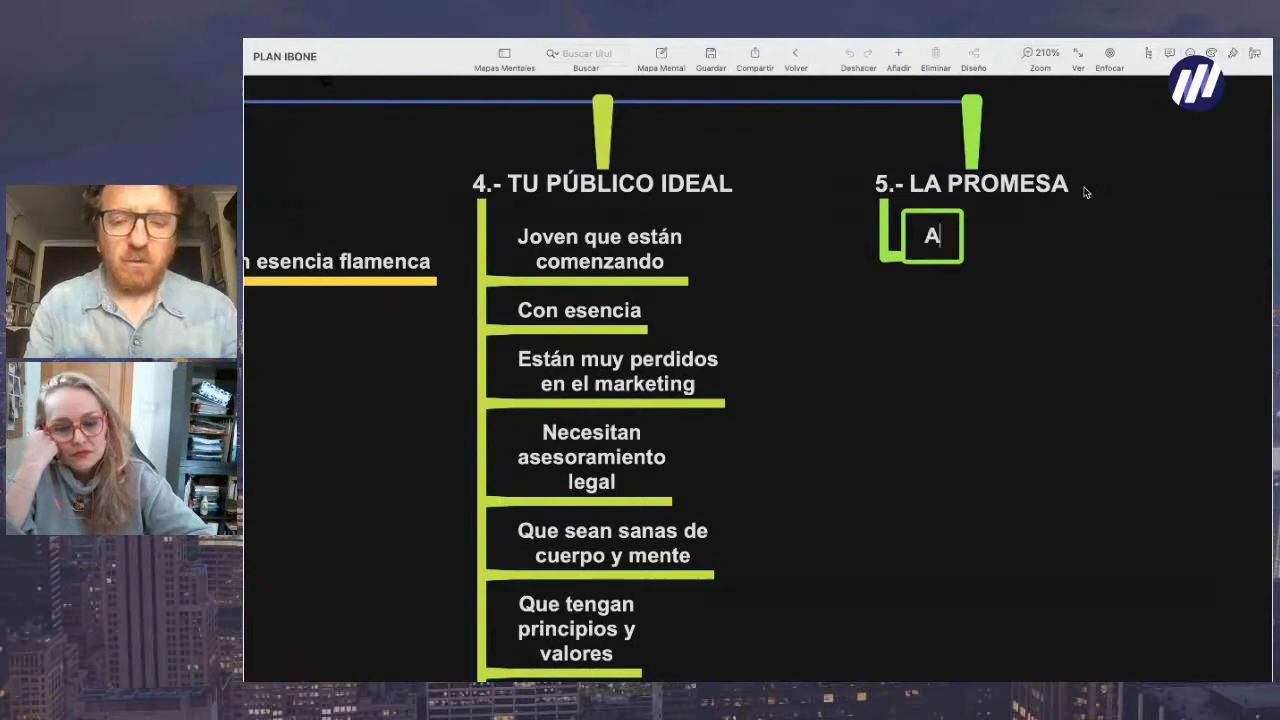 PLAN IBONE
Buscar títul
Mapas Mentales
Buscar
Mapa Mental
Guardar
Compartir
Volver
Deshacer
Añadir
Eliminar
Diseño
210%
Zoom
Ver
Enfocar
esencia flamenca
4.- TU PÚBLICO IDEAL
Joven que están
comenzando
Con esencia
Están muy perdidos
en el marketing
Necesitan
asesoramiento
legal
Que sean sanas de
cuerpo y mente
Que tengan
principios y
valores
5.- LA PROMESA
A